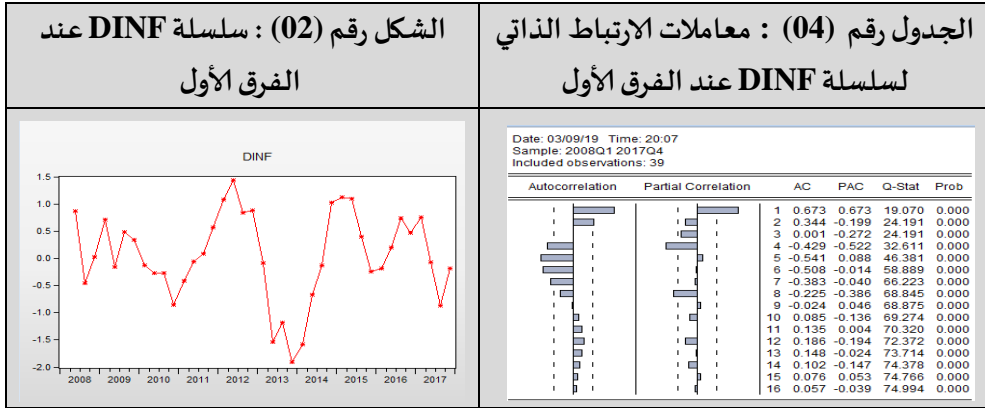 الجدول رقم (04) : معاملات الارتباط الذاتي
لسلسلة DINF عند الفرق الأول
الشكل رقم (02) : سلسلة DINF عند
الفرق الأول
Date: 03/09/19 Time: 20:07
Sample: 2008Q1 2017Q4
Included observations: 39
Autocorrelation Partial Correlation AC PAC Q-Stat Prob
1 0.673 0.673 19.070 0.000
2 0.344 -0.199 24.191 0.000
3 0.001 -0.272 24.191 0.000
4 -0.429 -0.522 32.611 0.000
5 -0.541 0.088 46.381 0.000
6 -0.508 -0.014 58.889 0.000
7 -0.383 -0.040 66.223 0.000
8 -0.225 -0.386 68.845 0.000
9 -0.024 0.046 68.875 0.000
10 0.085 -0.136 69.274 0.000
11 0.135 0.004 70.320 0.000
12 0.186 -0.194 72.372 0.000
13 0.148 -0.024 73.714 0.000
14 0.102 -0.147 74.378 0.000
15 0.076 0.053 74.766 0.000
16 0.057 -0.039 74.994 0.000
DINF
1.5
1.0
0.5
0.0
-0.5
-1.0
-1.5
-2.0
2008 2009 2010 2011 2012 2013 2014 2015 2016 2017